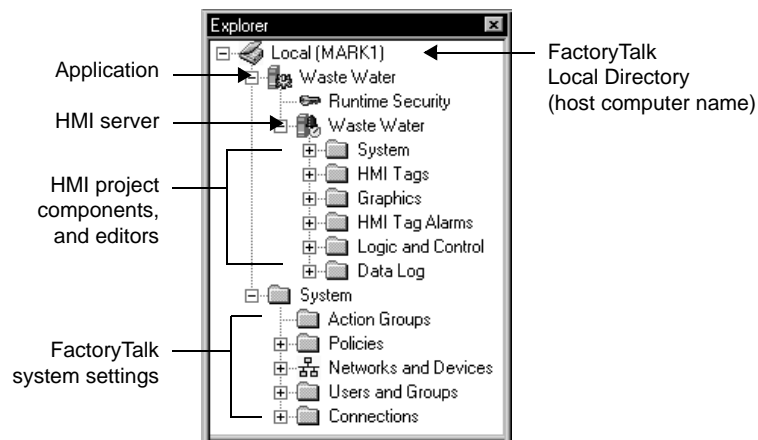 Explorer
Local (MARK1)
Waste Water
Runtime Security
Waste Water
System
HMI Tags
Graphics
HMI Tag Alarms
Logic and Control
Data Log
System
Action Groups
Policies
Networks and Devices
Users and Groups
Connections
Application
HMI server
HMI project
components,
and editors
FactoryTalk
system settings
FactoryTalk
Local Directory
(host computer name)